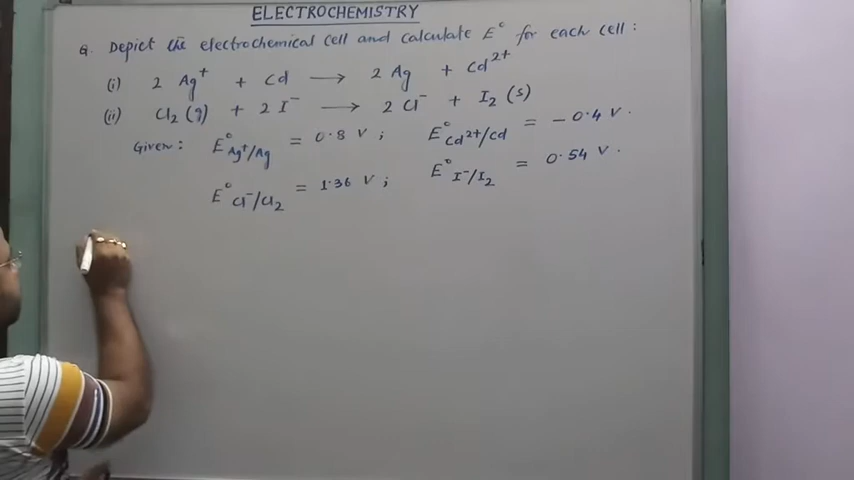 ELECTROCHEMISTRY
Q. Depict the electrochemical cell and calculate E° for each cell :
(i) 2 Ag⁺ + Cd ⟶ 2 Ag + Cd²⁺
(ii) Cl₂ (g) + 2 I⁻ ⟶ 2 Cl⁻ + I₂ (s)
Given : E°Ag⁺/Ag = 0.8 V ; E°Cd²⁺/Cd = - 0.4 V .
E°Cl⁻/Cl₂ = 1.36 V ; E°I⁻/I₂ = 0.54 V .